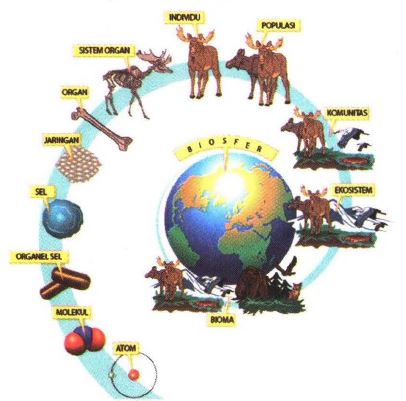 INDIVIDU
POPULASI
SISTEM ORGAN
ORGAN
KOMUNITAS
JARINGAN
BIOSFER
SEL
EKOSISTEM
ORGANEL SEL
MOLEKUL
BIOMA
ATOM